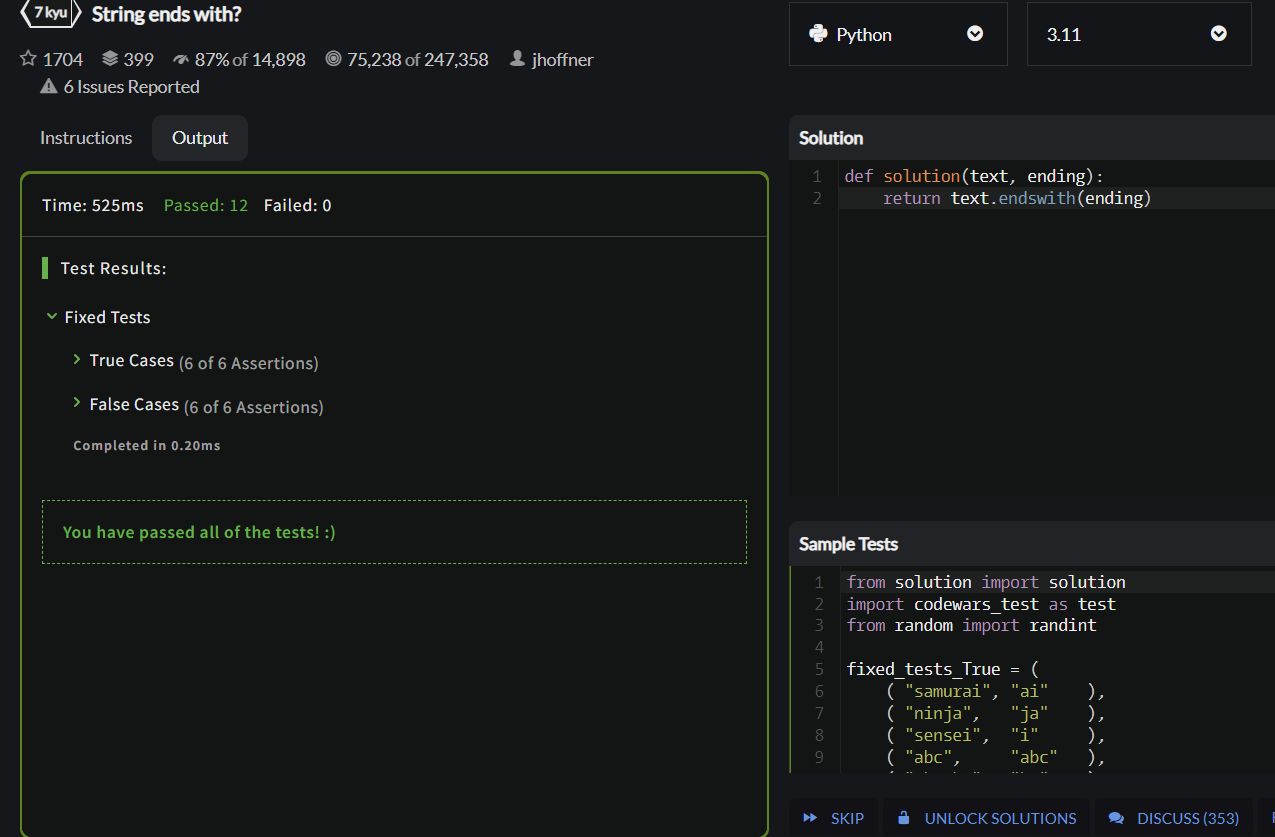 7 kyu String ends with?
1704 399 87% of 14,898 75,238 of 247,358 jhoffner
6 Issues Reported
Instructions Output
Time: 525ms Passed: 12 Failed: 0
Test Results:
Fixed Tests
True Cases (6 of 6 Assertions)
False Cases (6 of 6 Assertions)
Completed in 0.20ms
You have passed all of the tests! :)
Python 3.11
Solution
1 def solution(text, ending):
2     return text.endswith(ending)
Sample Tests
1 from solution import solution
2 import codewars_test as test
3 from random import randint
4
5 fixed_tests_True = (
6     ( "samurai", "ai"    ),
7     ( "ninja",   "ja"    ),
8     ( "sensei",  "i"     ),
9     ( "abc",     "abc"   ),
SKIP UNLOCK SOLUTIONS DISCUSS (353)